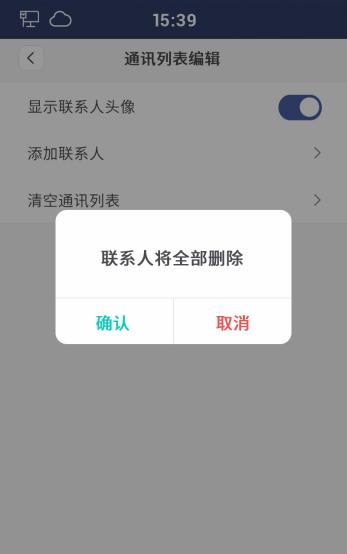 15:39
通讯列表编辑
显示联系人头像
添加联系人
清空通讯列表
联系人将全部删除
确认
取消